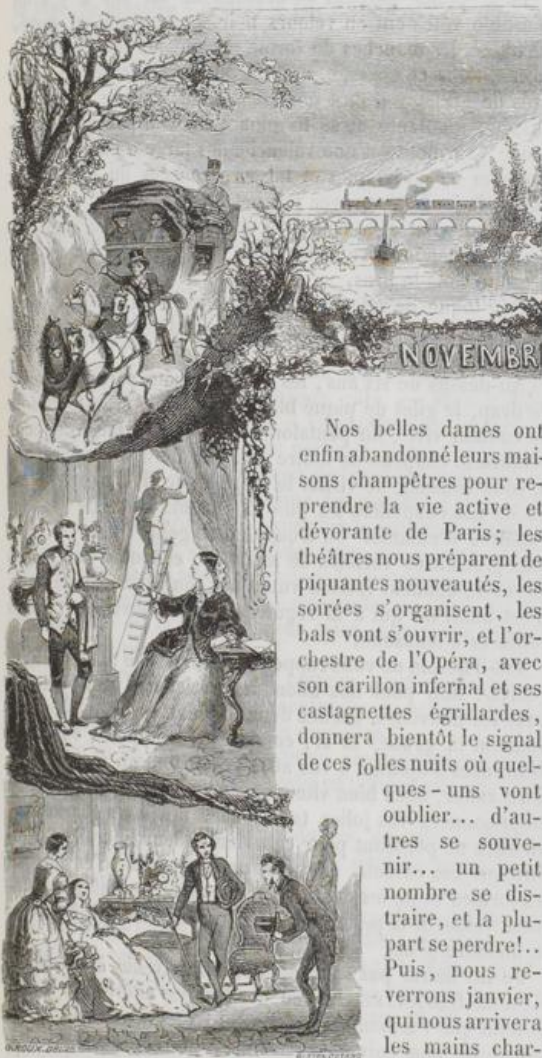 NOVEMBR
Nos belles dames ont
enfin abandonné leurs mai-
sons champêtres pour re-
prendre la vie active et
dévorante de Paris; les
théâtres nous préparent de
piquantes nouveautés, les
soirées s'organisent, les
bals vont s'ouvrir, et l'or-
chestre de l'Opéra, avec
son carillon infernal et ses
castagnettes égrillardes,
donnera bientôt le signal
de ces folles nuits où quel-
ques-uns vont
oublier... d'au-
tres se souve-
nir... un petit
nombre se dis-
traire, et la plu-
part se perdre!..
Puis, nous re-
verrons janvier,
qui nous arrivera
les mains char-